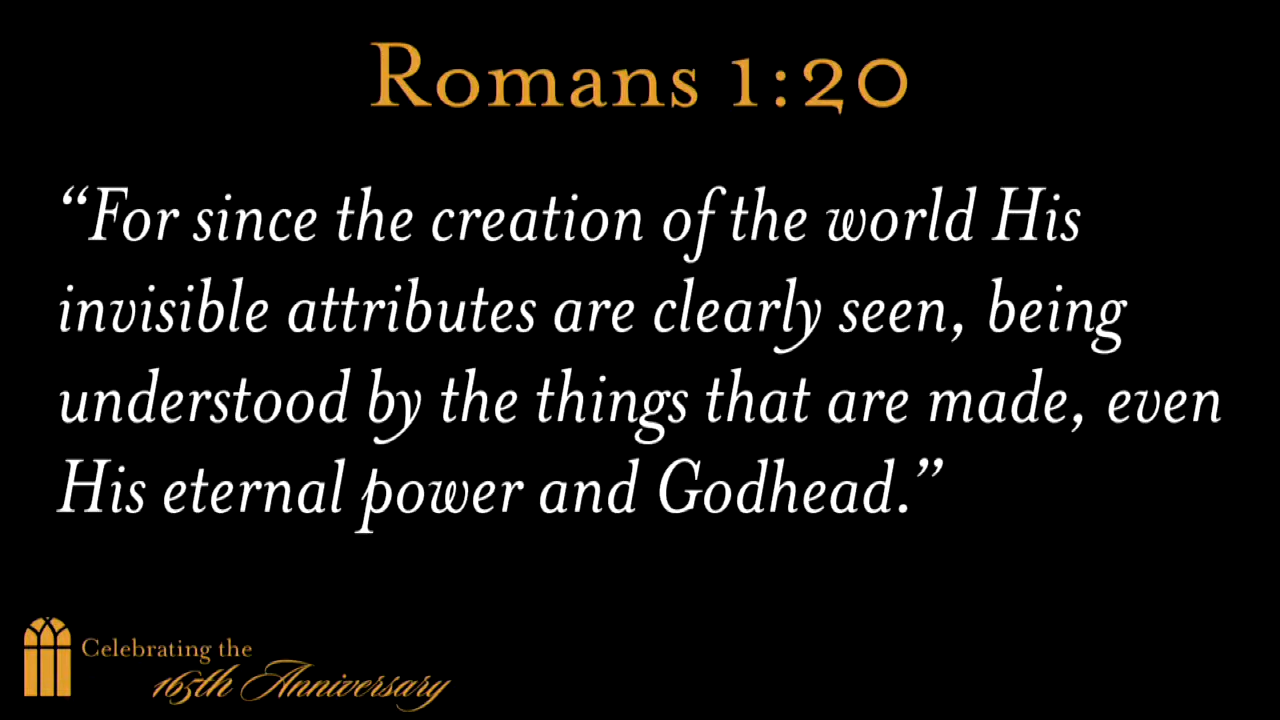 Romans 1:20
“For since the creation of the world His
invisible attributes are clearly seen, being
understood by the things that are made, even
His eternal power and Godhead.”
Celebrating the
165th Anniversary